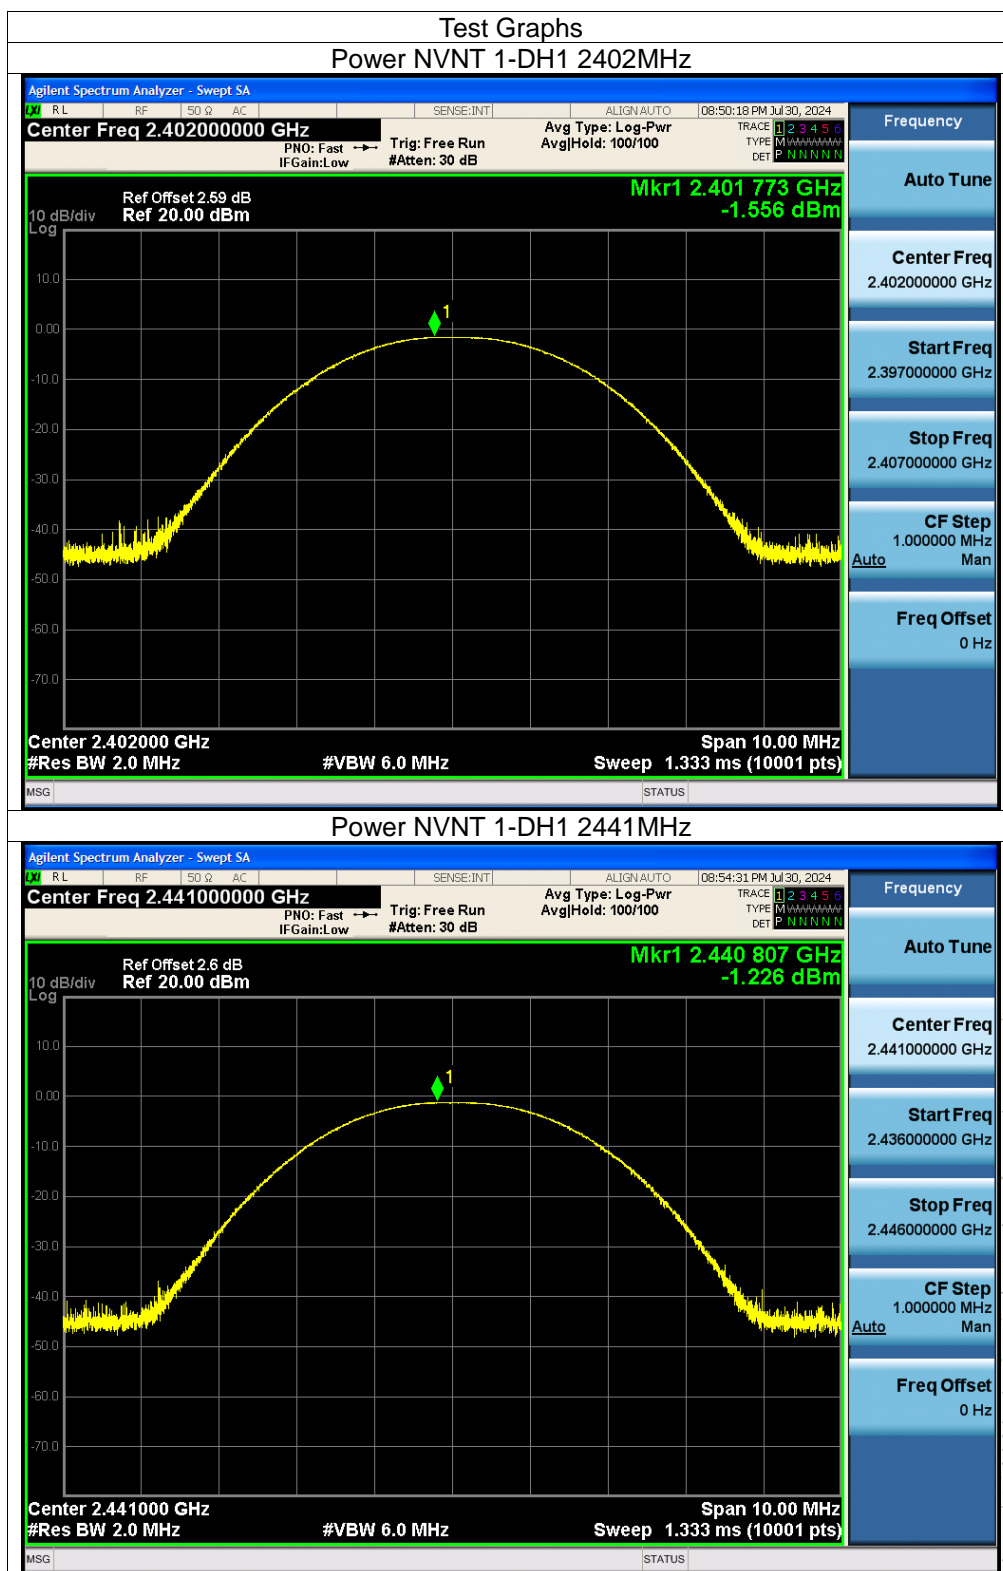 Test Graphs
Power NVNT 1-DH1 2402MHz
Agilent Spectrum Analyzer - Swept SA
LXI RL RF 50 Ω AC SENSE:INT ALIGN AUTO 08:50:18 PM Jul 30, 2024
Center Freq 2.402000000 GHz
PNO: Fast
IFGain:Low
Trig: Free Run
#Atten: 30 dB
Avg Type: Log-Pwr
Avg|Hold: 100/100
TRACE 1 2 3 4 5 6
TYPE M WWWWW
DET P N N N N N
Frequency
Mkr1 2.401 773 GHz
-1.556 dBm
Ref Offset 2.59 dB
10 dB/div Ref 20.00 dBm
Log
10.0
0.00
-10.0
-20.0
-30.0
-40.0
-50.0
-60.0
-70.0
1
Center 2.402000 GHz Span 10.00 MHz
#Res BW 2.0 MHz #VBW 6.0 MHz Sweep 1.333 ms (10001 pts)
MSG STATUS
Auto Tune
Center Freq
2.402000000 GHz
Start Freq
2.397000000 GHz
Stop Freq
2.407000000 GHz
CF Step
1.000000 MHz
Auto Man
Freq Offset
0 Hz
Power NVNT 1-DH1 2441MHz
Agilent Spectrum Analyzer - Swept SA
LXI RL RF 50 Ω AC SENSE:INT ALIGN AUTO 08:54:31 PM Jul 30, 2024
Center Freq 2.441000000 GHz
PNO: Fast
IFGain:Low
Trig: Free Run
#Atten: 30 dB
Avg Type: Log-Pwr
Avg|Hold: 100/100
TRACE 1 2 3 4 5 6
TYPE M WWWWW
DET P N N N N N
Frequency
Mkr1 2.440 807 GHz
-1.226 dBm
Ref Offset 2.6 dB
10 dB/div Ref 20.00 dBm
Log
10.0
0.00
-10.0
-20.0
-30.0
-40.0
-50.0
-60.0
-70.0
1
Center 2.441000 GHz Span 10.00 MHz
#Res BW 2.0 MHz #VBW 6.0 MHz Sweep 1.333 ms (10001 pts)
MSG STATUS
Auto Tune
Center Freq
2.441000000 GHz
Start Freq
2.436000000 GHz
Stop Freq
2.446000000 GHz
CF Step
1.000000 MHz
Auto Man
Freq Offset
0 Hz